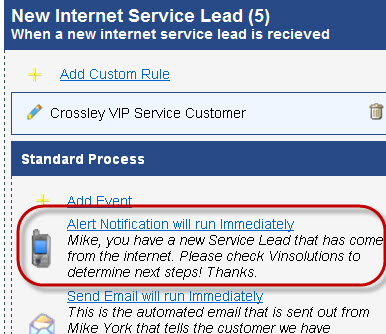 New Internet Service Lead (5)
When a new internet service lead is recieved
Add Custom Rule
Crossley VIP Service Customer
Standard Process
Add Event
Alert Notification will run Immediately
Mike, you have a new Service Lead that has come
from the internet. Please check Vinsolutions to
determine next steps! Thanks.
Send Email will run Immediately
This is the automated email that is sent out from
Mike York that tells the customer we have